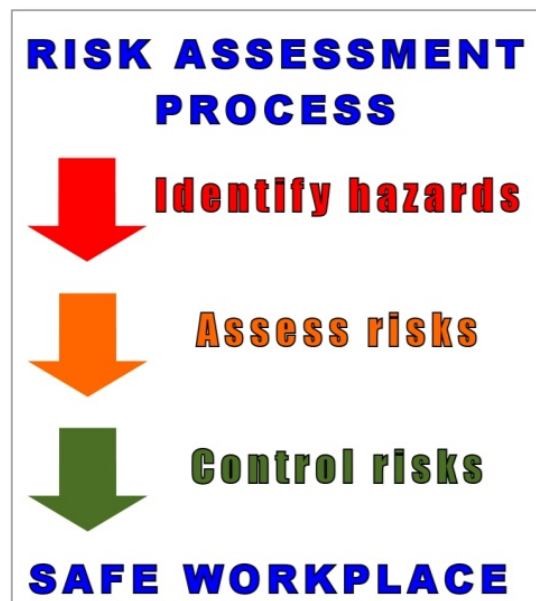 RISK ASSESSMENT
PROCESS
Identify hazards
Assess risks
Control risks
SAFE WORKPLACE